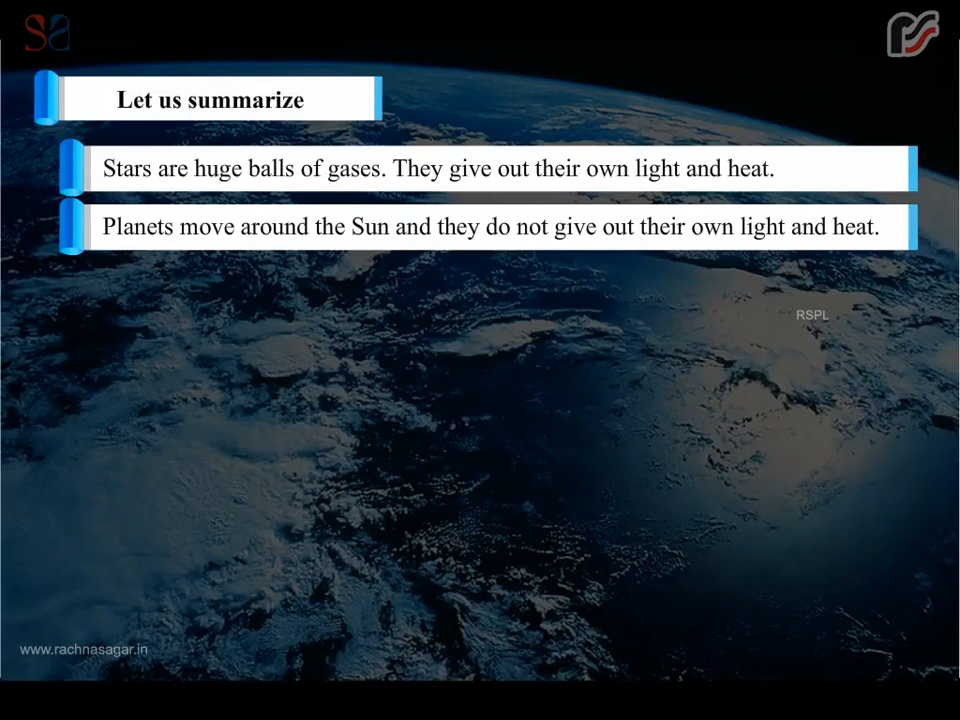 Let us summarize
Stars are huge balls of gases. They give out their own light and heat.
Planets move around the Sun and they do not give out their own light and heat.
RSPL
www.rachnasagar.in